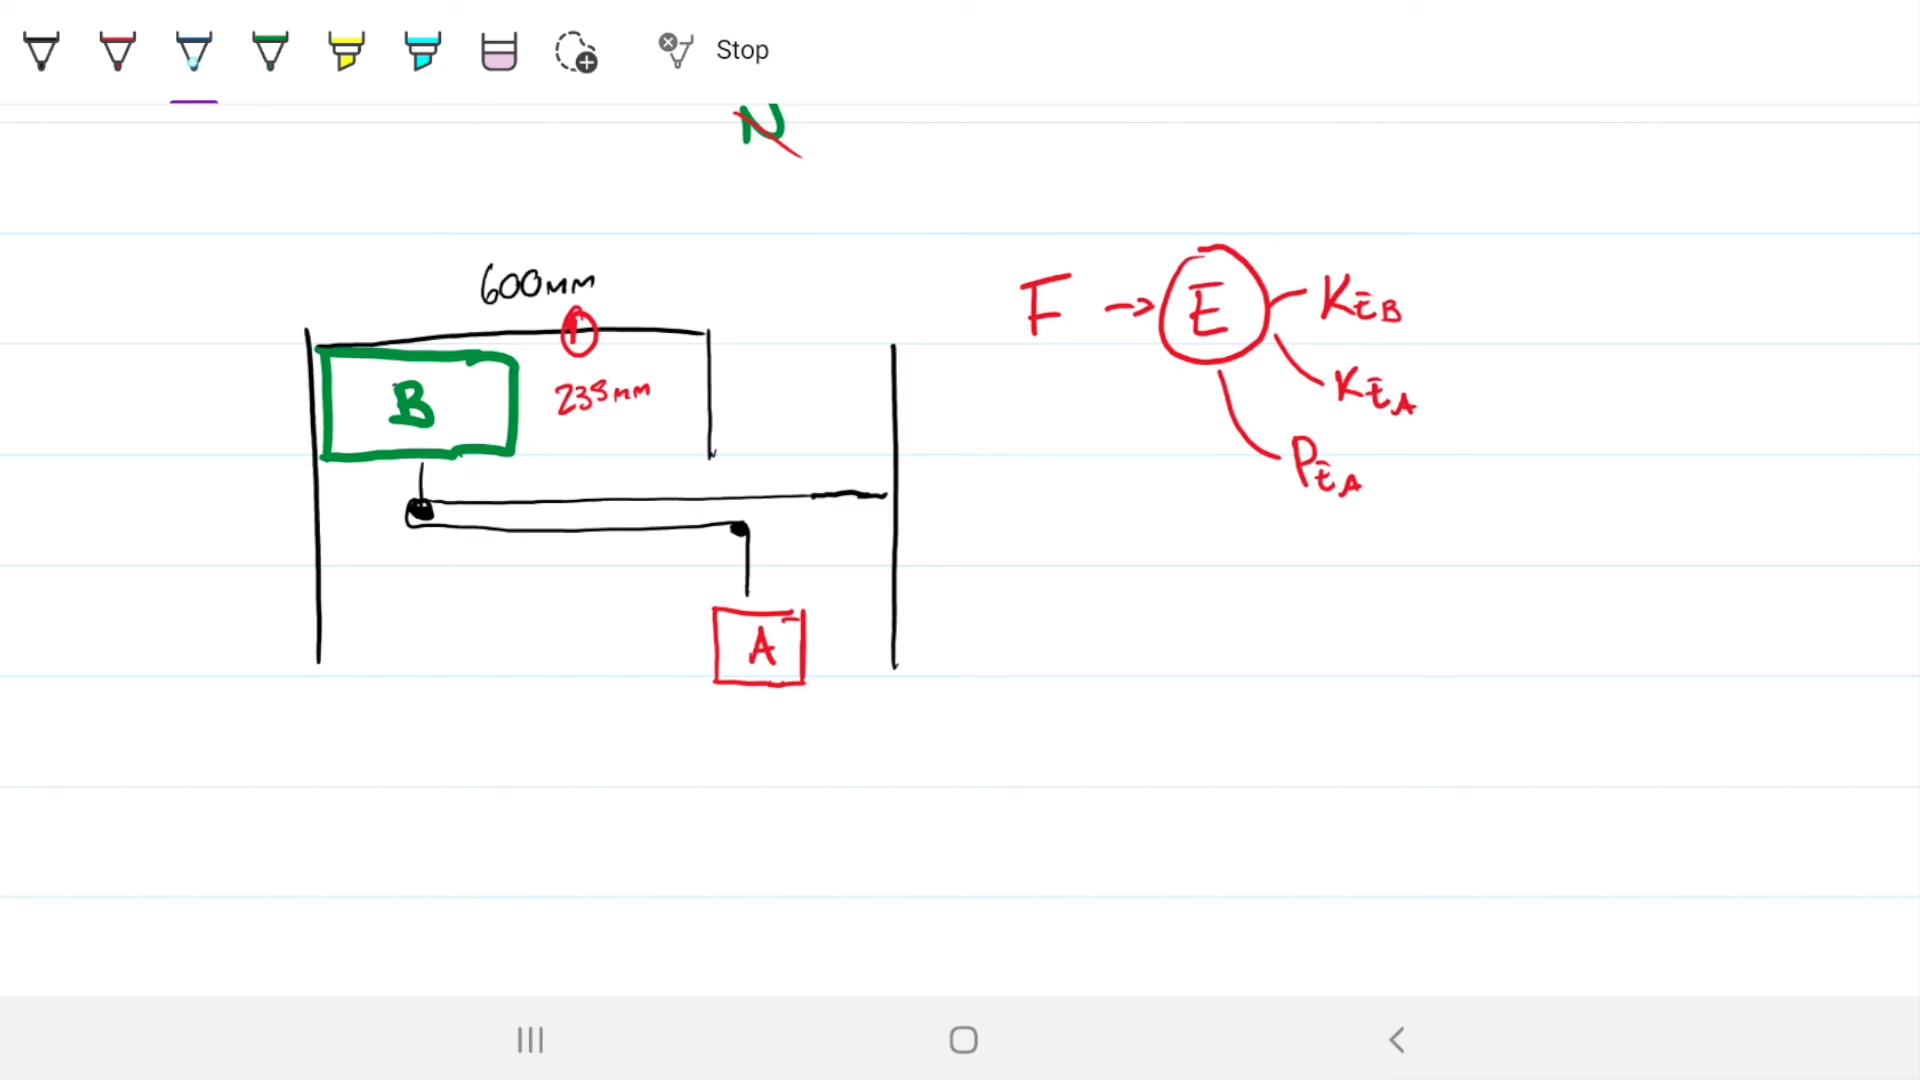 Stop
N
600mm
F → E KEB
B 238mm KEA
PEA
A